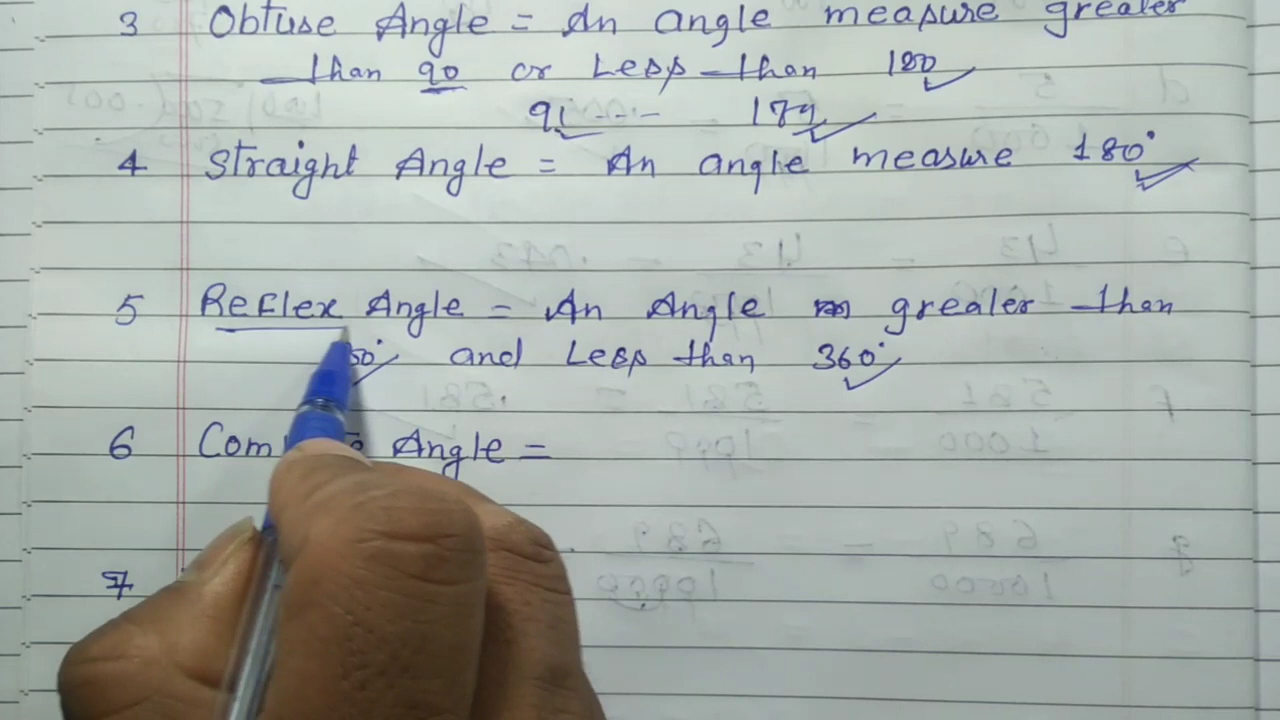 3 Obtuse Angle = An angle measure greater
than 90 or Less than 180
91 --- 179
4 Straight Angle = An angle measure 180°
5 Reflex Angle = An Angle greater than
and Less than 360°
6 Angle =
7